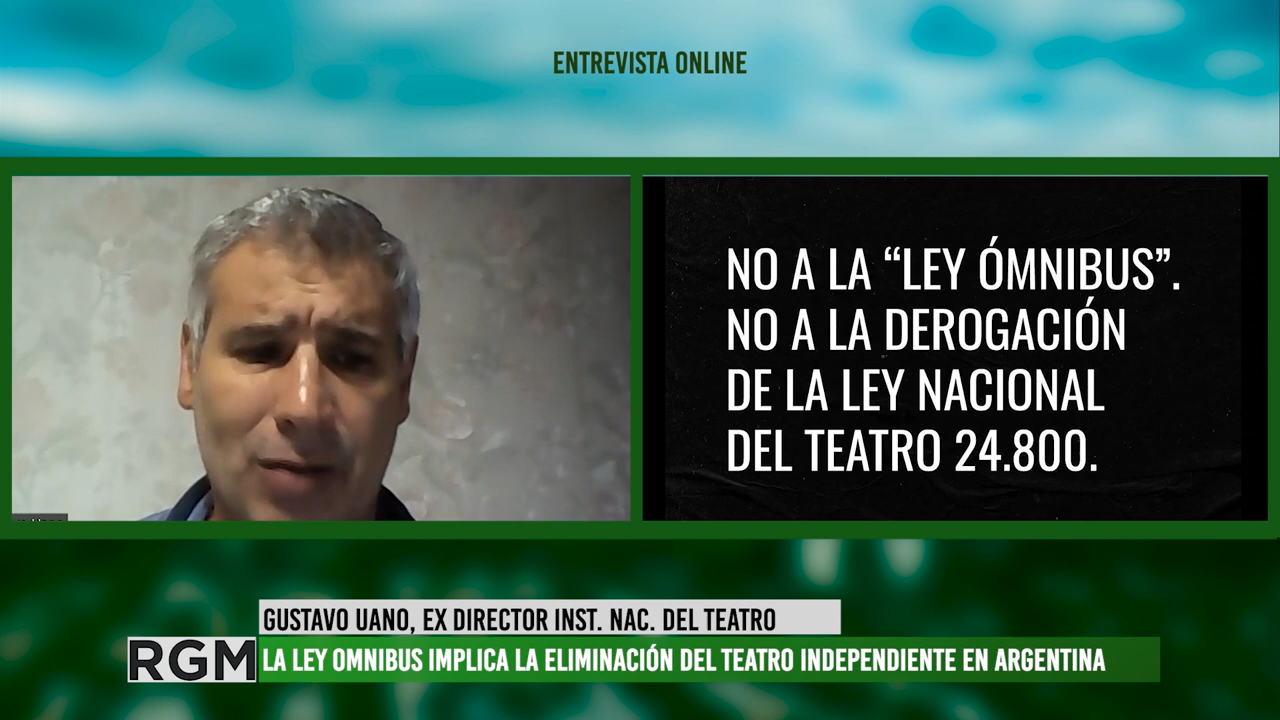 ENTREVISTA ONLINE
NO A LA “LEY ÓMNIBUS”.
NO A LA DEROGACIÓN
DE LA LEY NACIONAL
DEL TEATRO 24.800.
GUSTAVO UANO, EX DIRECTOR INST. NAC. DEL TEATRO
RGM
LA LEY OMNIBUS IMPLICA LA ELIMINACIÓN DEL TEATRO INDEPENDIENTE EN ARGENTINA